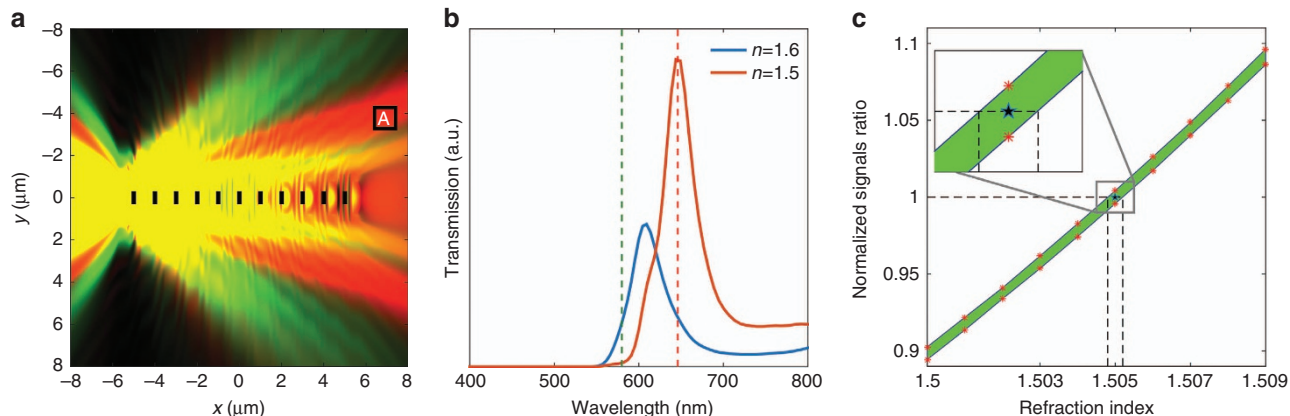 a
−8
−6
−4
−2
0
2
4
6
8
y (μm)
A
−8 −6 −4 −2 0 2 4 6 8
x (μm)
b
n=1.6
n=1.5
Transmission (a.u.)
400 500 600 700 800
Wavelength (nm)
c
1.1
1.05
1
0.95
0.9
Normalized signals ratio
1.5 1.503 1.505 1.507 1.509
Refraction index